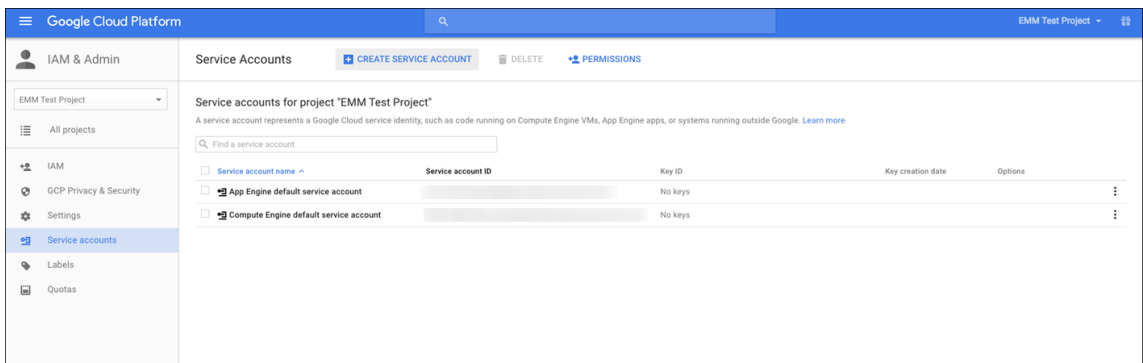 Google Cloud Platform
EMM Test Project
IAM & Admin
Service Accounts
CREATE SERVICE ACCOUNT
DELETE
PERMISSIONS
EMM Test Project
All projects
IAM
GCP Privacy & Security
Settings
Service accounts
Labels
Quotas
Service accounts for project "EMM Test Project"
A service account represents a Google Cloud service identity, such as code running on Compute Engine VMs, App Engine apps, or systems running outside Google. Learn more
Find a service account
Service account name Service account ID Key ID Key creation date Options
App Engine default service account No keys
Compute Engine default service account No keys